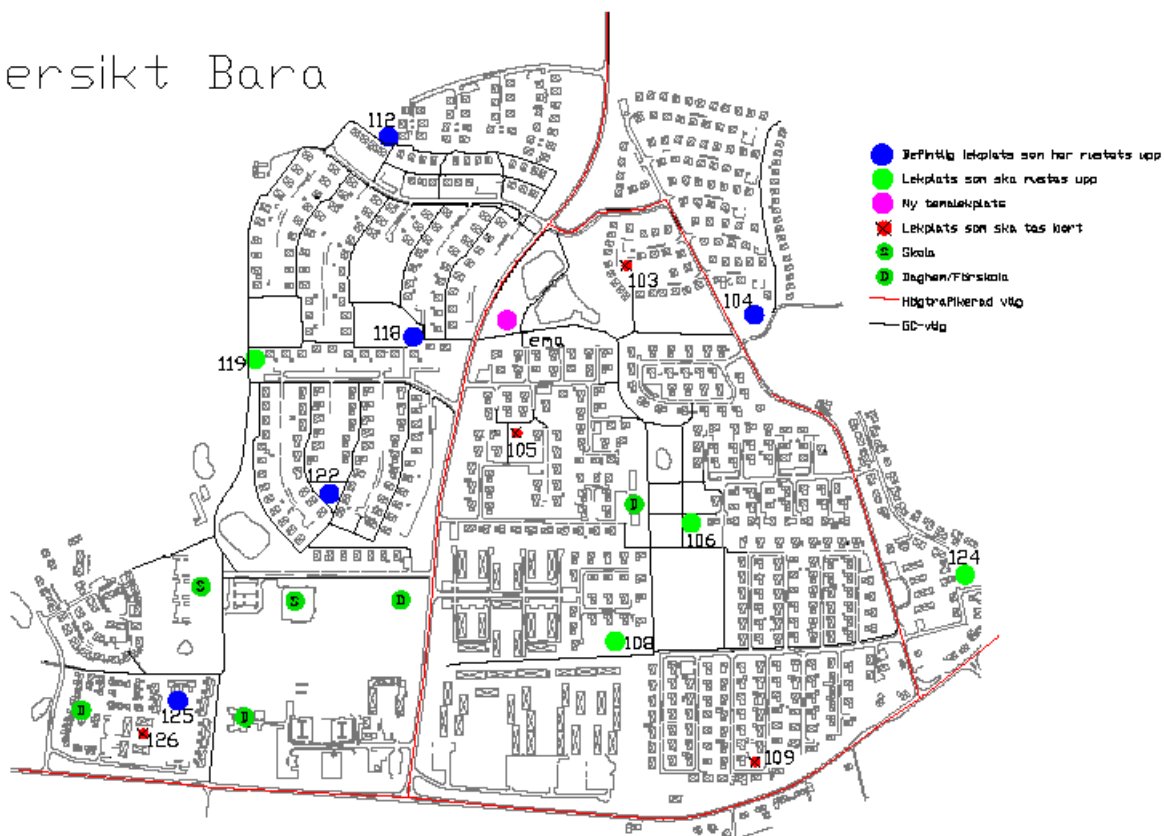 ersikt Bara
112
Defintig lekplats som har rustats upp
Lekplats som ska rustas upp
Ny temalekplats
Lekplats som ska tas bort
S Skola
D Daghem/Förskola
Högtrafikerad väg
GC-väg
103
104
118
ema
119
105
122
D
106
124
S
S
D
108
D
125
D
126
109